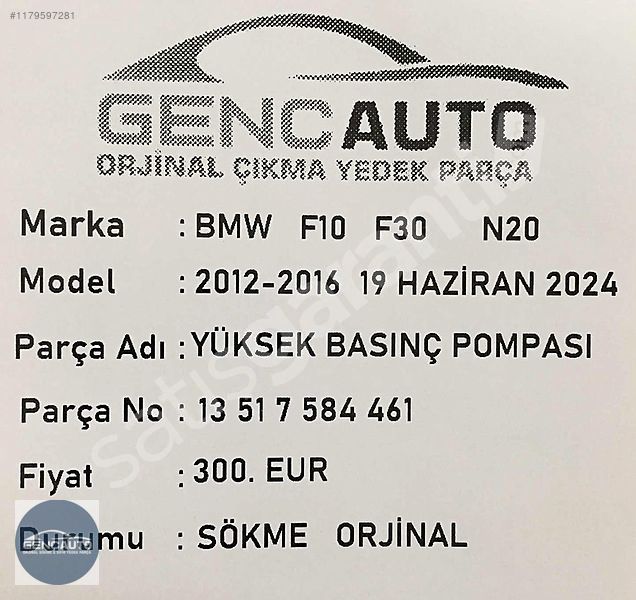 #1179597281
GENCAUTO
ORJİNAL ÇIKMA YEDEK PARÇA
Marka : BMW F10 F30 N20
Model : 2012-2016 19 HAZİRAN 2024
Parça Adı : YÜKSEK BASINÇ POMPASI
Parça No : 13 51 7 584 461
Fiyat : 300. EUR
Durumu : SÖKME ORJİNAL
GENCAUTO
satışgarantisi